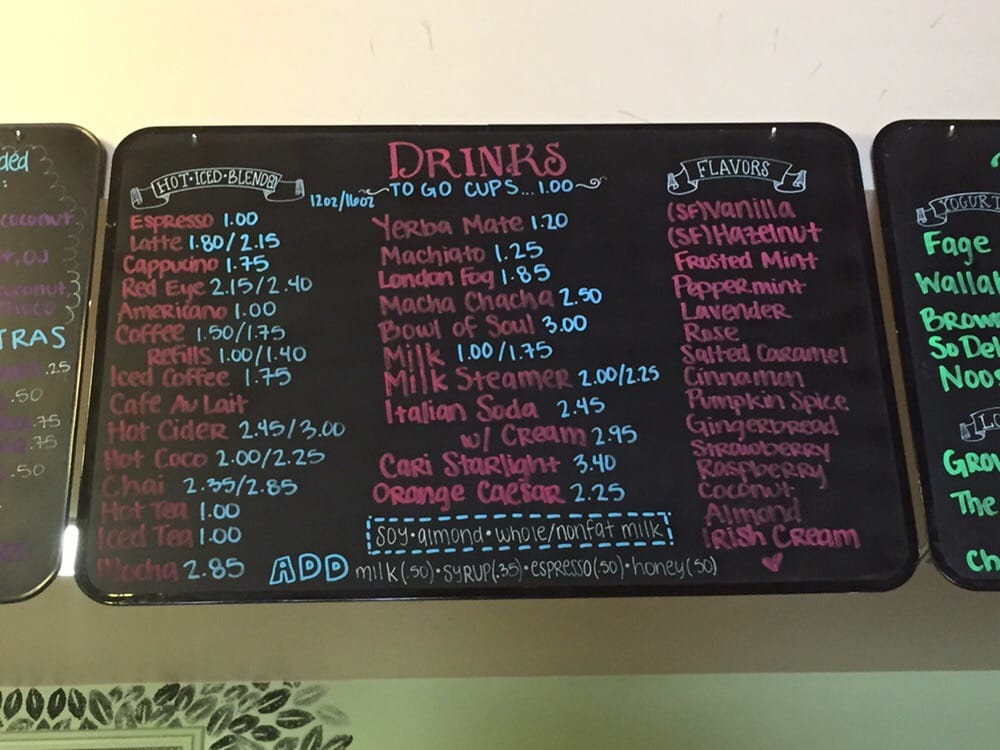 ded
:
coconut
, OJ
coconut,
TRAS
.25
.50
.75
.75
.50
DRINKS
HOT·ICED·BLENDED
12oz/16oz
TO GO CUPS...1.00
Espresso 1.00
Latte 1.80/2.15
Cappucino 1.75
Red Eye 2.15/2.40
Americano 1.00
Coffee 1.50/1.75
Refills 1.00/1.40
Iced Coffee 1.75
Cafe Au Lait
Hot Cider 2.45/3.00
Hot Coco 2.00/2.25
Chai 2.35/2.85
Hot Tea 1.00
Iced Tea 1.00
Mocha 2.85
Yerba Mate 1.20
Machiato 1.25
London Fog 1.85
Macha Chacha 2.50
Bowl of Soul 3.00
Milk 1.00/1.75
Milk Steamer 2.00/2.25
Italian Soda 2.45
w/ Cream 2.95
Cari Starlight 3.40
Orange Caesar 2.25
soy·almond·whole/nonfat milk
ADD milk(.50)·syrup(.35)·espresso(.50)·honey(.50)
FLAVORS
(SF)Vanilla
(SF)Hazelnut
Frosted Mint
Peppermint
Lavender
Rose
Salted Caramel
Cinnamon
Pumpkin Spice
Gingerbread
Strawberry
Raspberry
Coconut
Almond
Irish Cream
YOGURT
Fage
Wallab
Brown
So Del
Noos
Grou
The
Ch